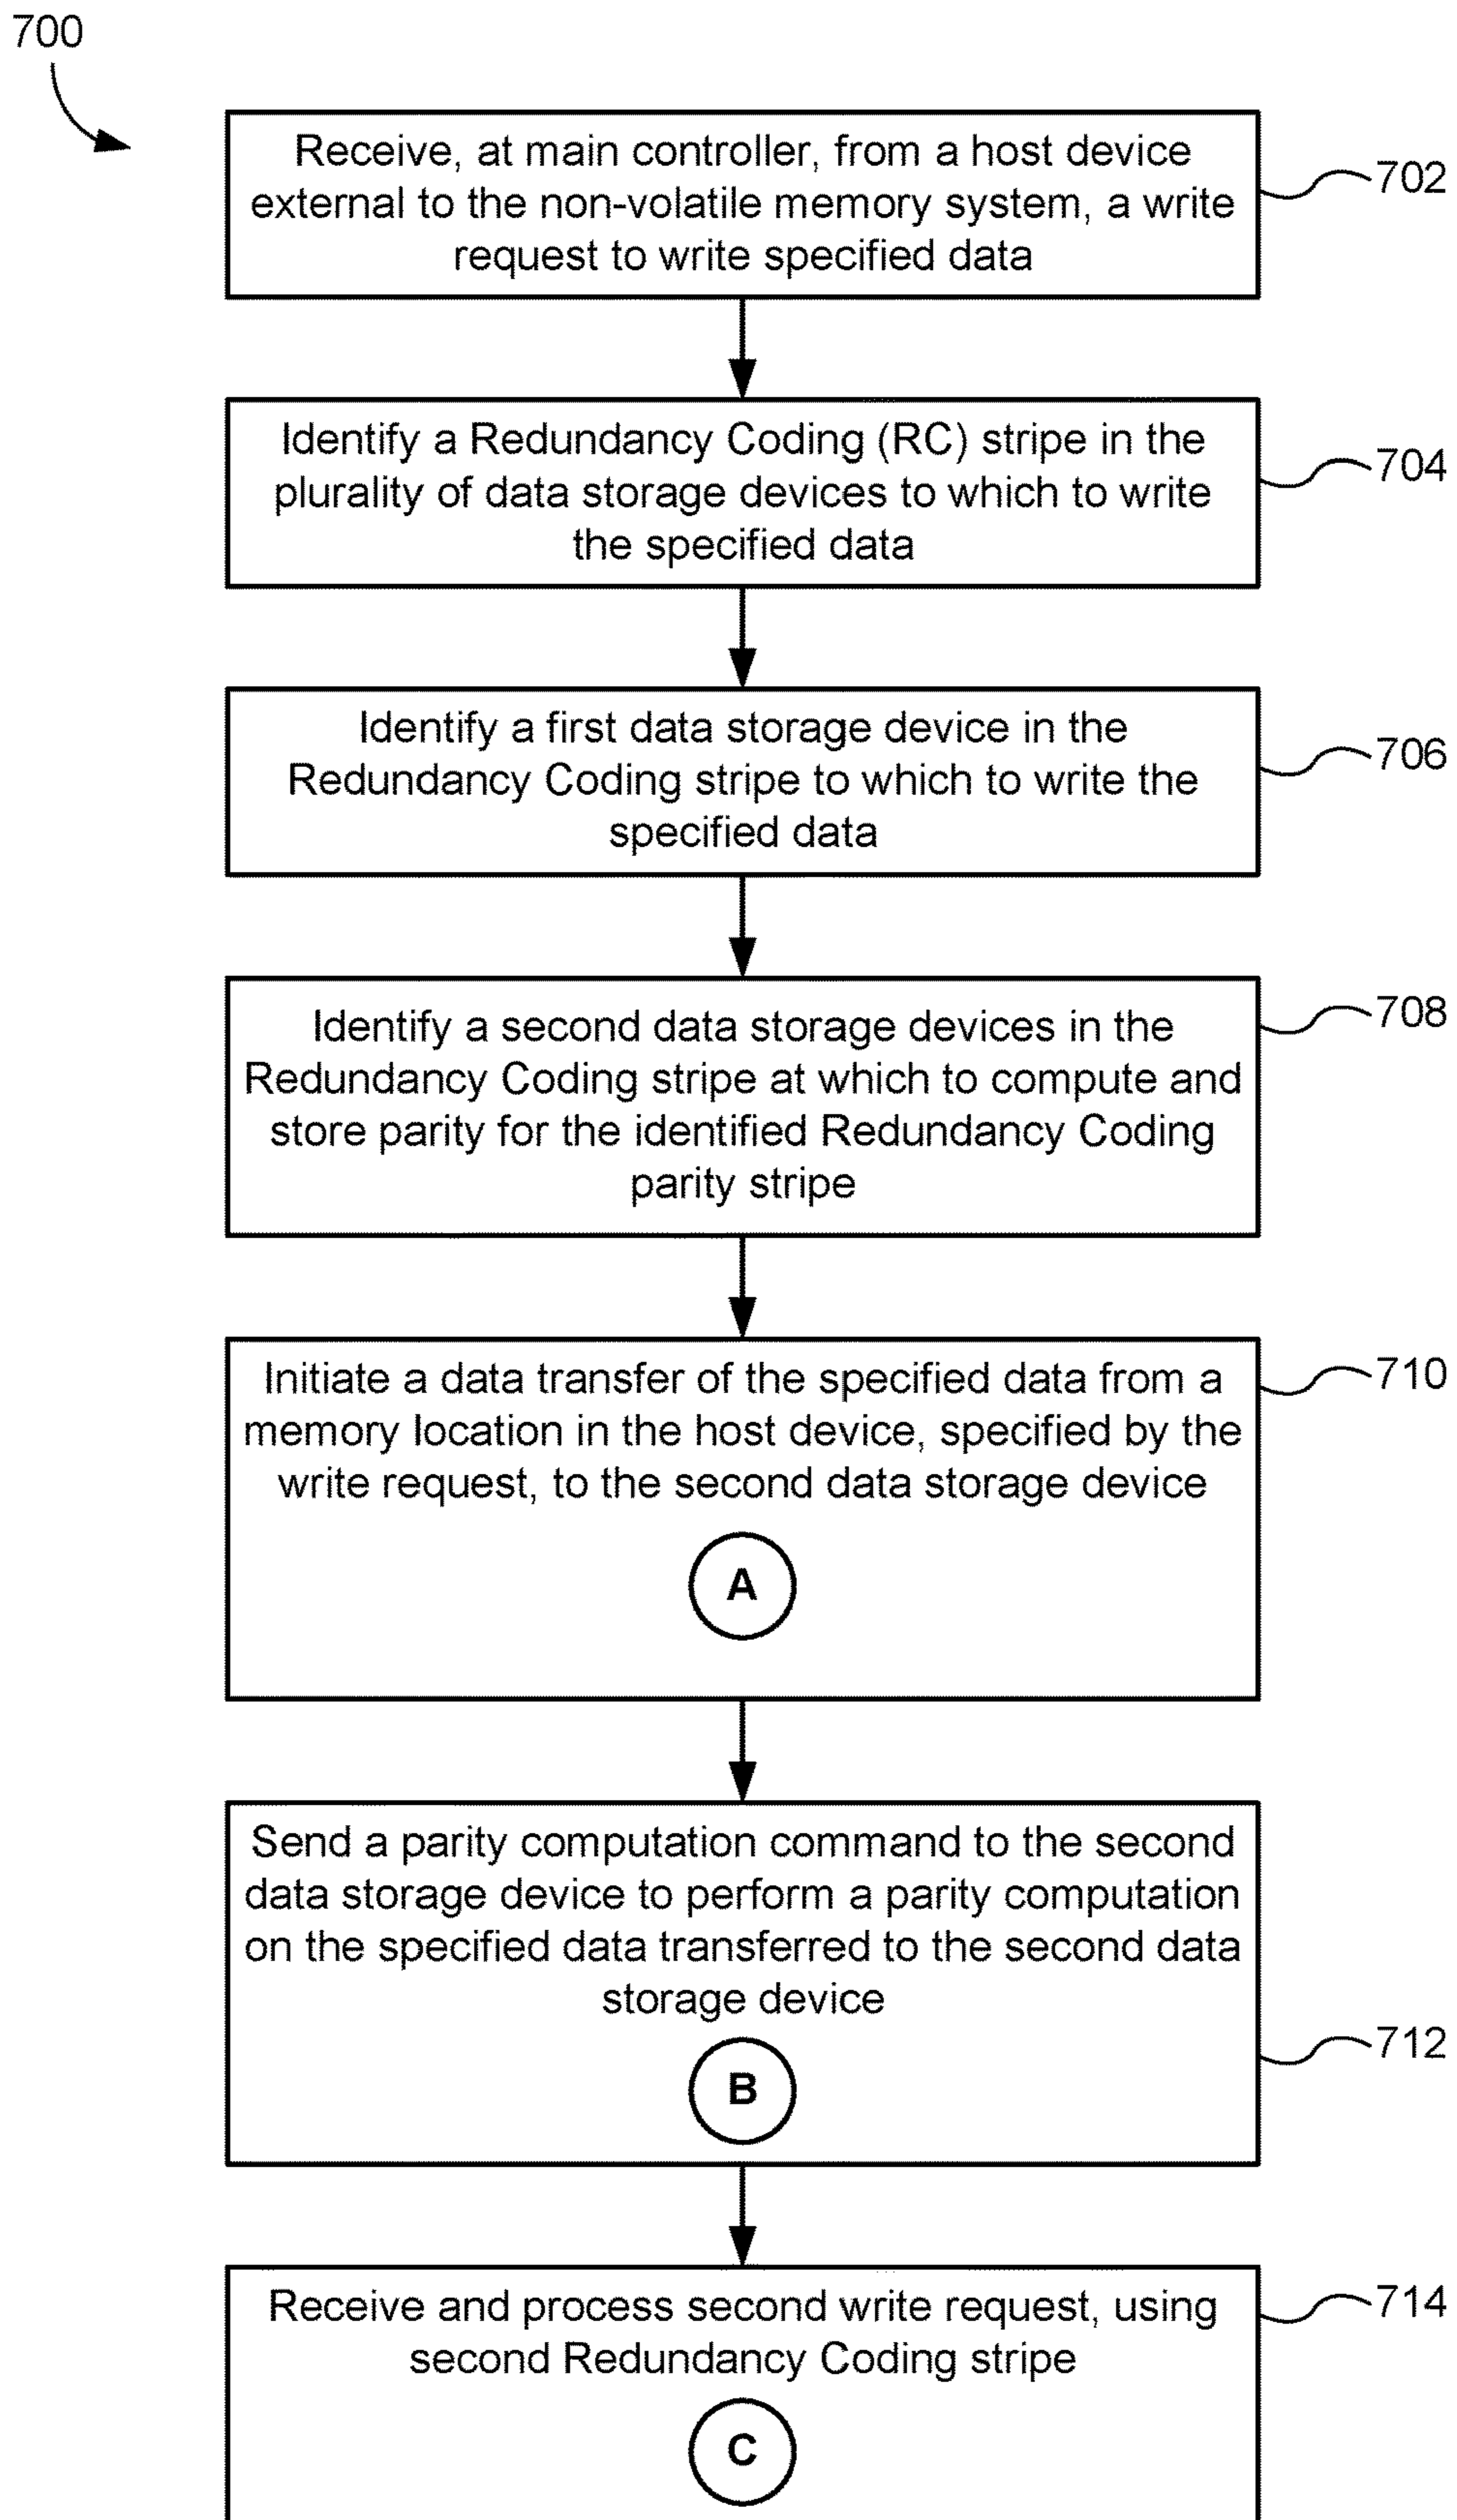 700
Receive, at main controller, from a host device
external to the non-volatile memory system, a write
request to write specified data
702
Identify a Redundancy Coding (RC) stripe in the
plurality of data storage devices to which to write
the specified data
704
Identify a first data storage device in the
Redundancy Coding stripe to which to write the
specified data
706
Identify a second data storage devices in the
Redundancy Coding stripe at which to compute and
store parity for the identified Redundancy Coding
parity stripe
708
Initiate a data transfer of the specified data from a
memory location in the host device, specified by the
write request, to the second data storage device
A
710
Send a parity computation command to the second
data storage device to perform a parity computation
on the specified data transferred to the second data
storage device
B
712
Receive and process second write request, using
second Redundancy Coding stripe
C
714